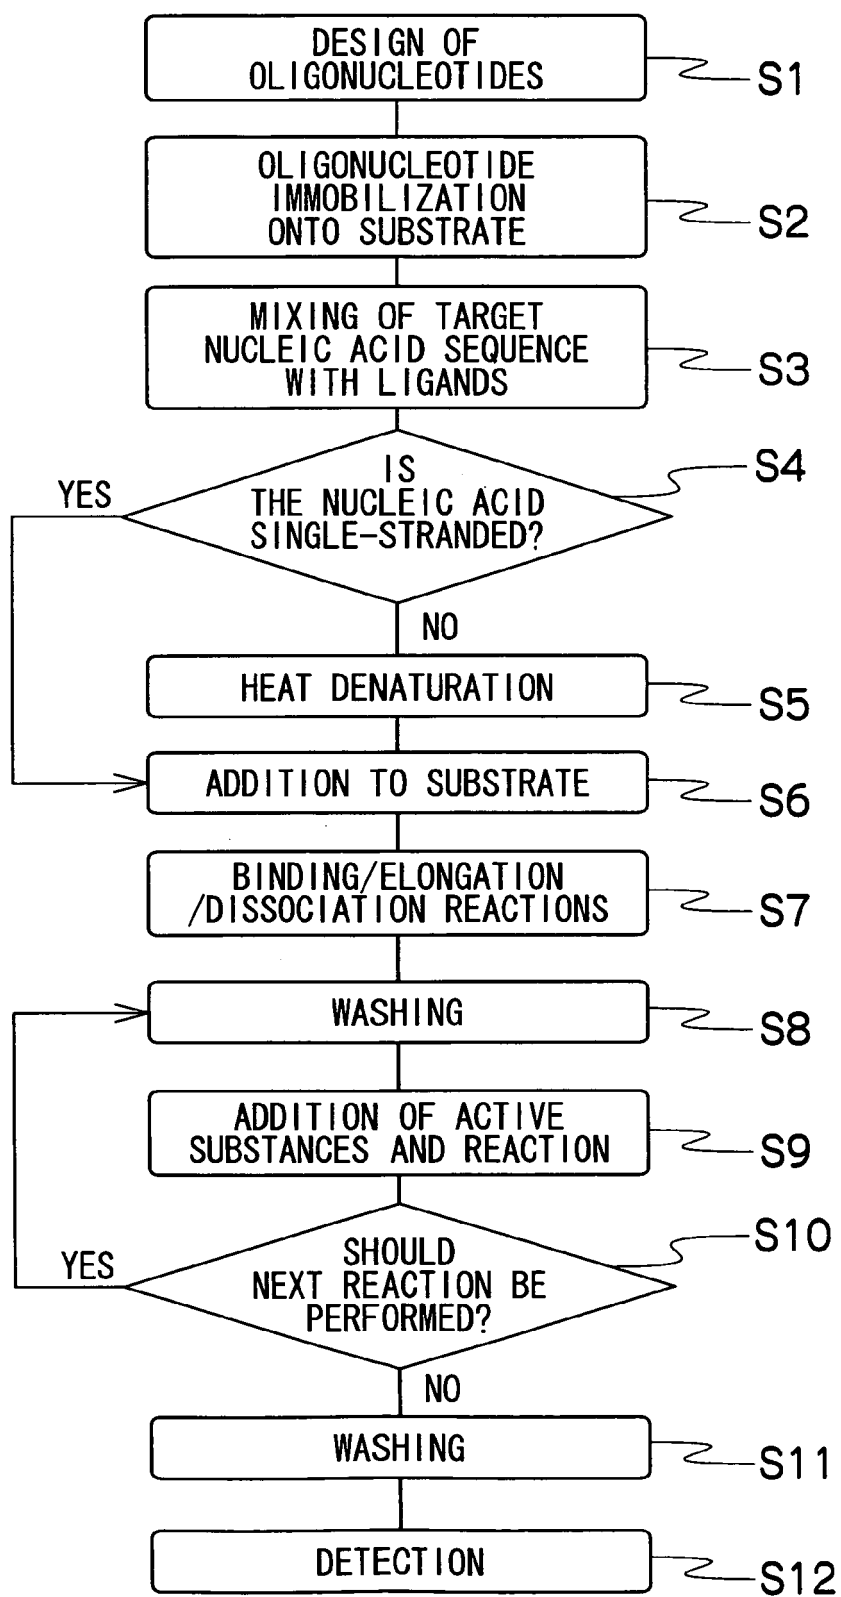 DESIGN OF
OLIGONUCLEOTIDES
S1
OLIGONUCLEOTIDE
IMMOBILIZATION
ONTO SUBSTRATE
S2
MIXING OF TARGET
NUCLEIC ACID SEQUENCE
WITH LIGANDS
S3
IS
THE NUCLEIC ACID
SINGLE-STRANDED?
S4
YES
NO
HEAT DENATURATION
S5
ADDITION TO SUBSTRATE
S6
BINDING/ELONGATION
/DISSOCIATION REACTIONS
S7
WASHING
S8
ADDITION OF ACTIVE
SUBSTANCES AND REACTION
S9
SHOULD
NEXT REACTION BE
PERFORMED?
S10
YES
NO
WASHING
S11
DETECTION
S12